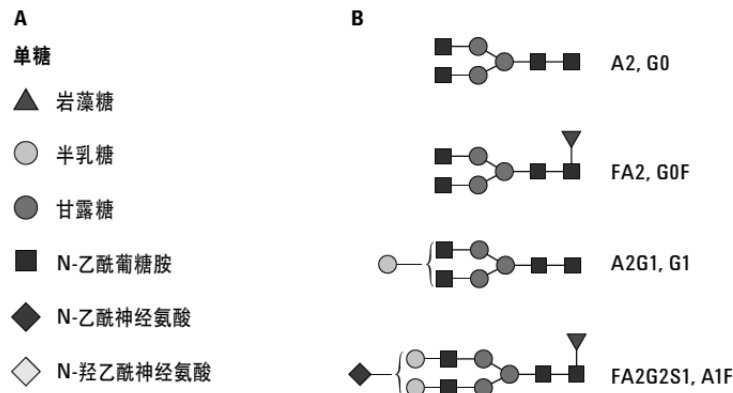 A
单糖
岩藻糖
半乳糖
甘露糖
N-乙酰葡糖胺
N-乙酰神经氨酸
N-羟乙酰神经氨酸
B
A2, G0
FA2, G0F
A2G1, G1
FA2G2S1, A1F